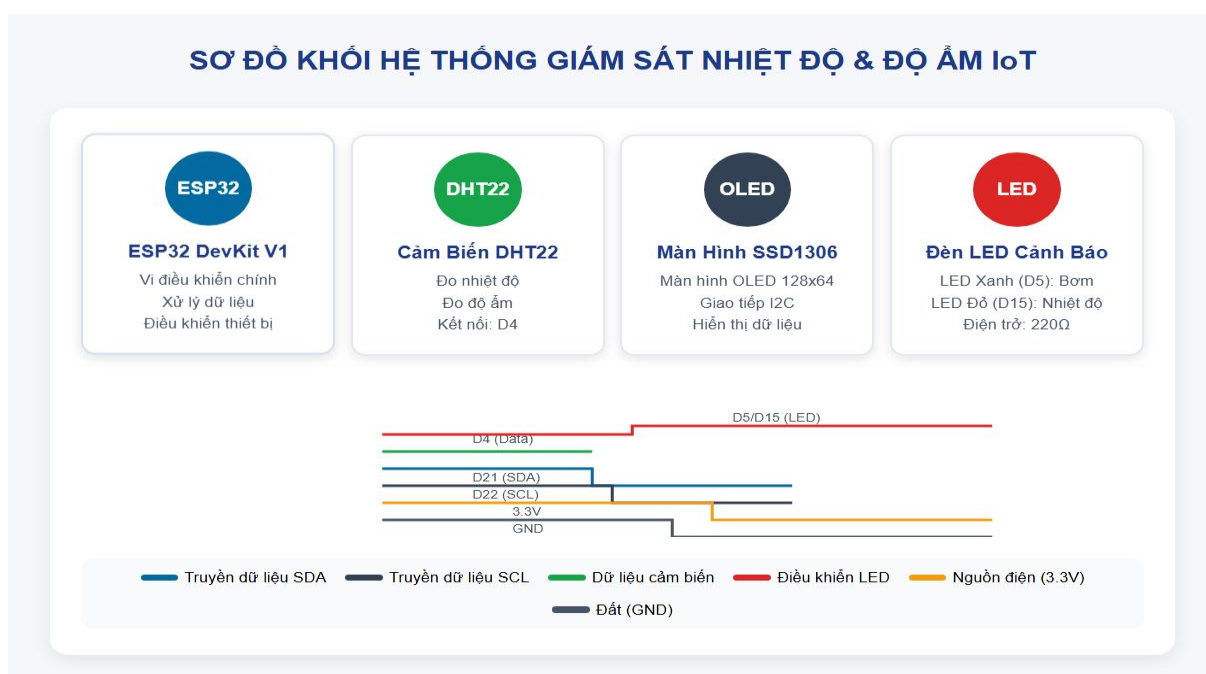 SƠ ĐỒ KHỐI HỆ THỐNG GIÁM SÁT NHIỆT ĐỘ & ĐỘ ẨM IoT
ESP32
ESP32 DevKit V1
Vi điều khiển chính
Xử lý dữ liệu
Điều khiển thiết bị
DHT22
Cảm Biến DHT22
Đo nhiệt độ
Đo độ ẩm
Kết nối: D4
OLED
Màn Hình SSD1306
Màn hình OLED 128x64
Giao tiếp I2C
Hiển thị dữ liệu
LED
Đèn LED Cảnh Báo
LED Xanh (D5): Bơm
LED Đỏ (D15): Nhiệt độ
Điện trở: 220Ω
D5/D15 (LED)
D4 (Data)
D21 (SDA)
D22 (SCL)
3.3V
GND
Truyền dữ liệu SDA
Truyền dữ liệu SCL
Dữ liệu cảm biến
Điều khiển LED
Nguồn điện (3.3V)
Đất (GND)